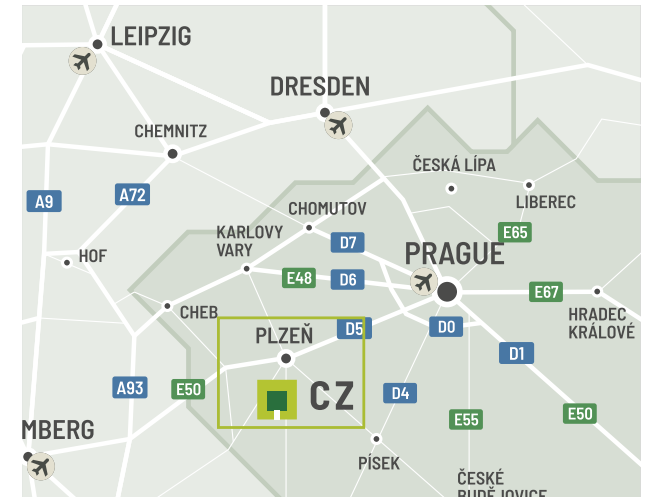 LEIPZIG
DRESDEN
CHEMNITZ
ČESKÁ LÍPA
A9
A72
LIBEREC
CHOMUTOV
KARLOVY
VARY
D7
E65
HOF
PRAGUE
E48
D6
E67
CHEB
HRADEC
KRÁLOVÉ
PLZEŇ
D5
D0
D1
A93
E50
CZ
D4
E55
E50
MBERG
PÍSEK
ČESKÉ
BUDĚJOVICE